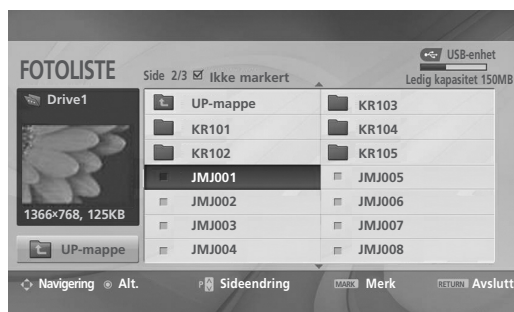 USB-enhet
FOTOLISTE
Side 2/3 Ikke markert
Ledig kapasitet 150MB
Drive1
1366×768, 125KB
UP-mappe
UP-mappe
KR101
KR102
JMJ001
JMJ002
JMJ003
JMJ004
KR103
KR104
KR105
JMJ005
JMJ006
JMJ007
JMJ008
Navigering Alt. P Sideendring MARK Merk RETURN Avslutt